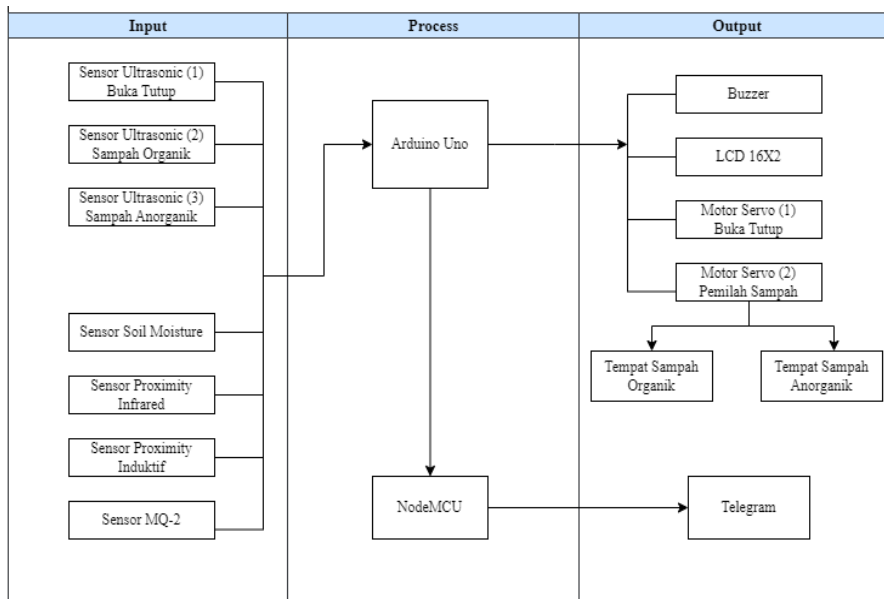 Input
Process
Output
Sensor Ultrasonic (1)
Buka Tutup
Sensor Ultrasonic (2)
Sampah Organik
Sensor Ultrasonic (3)
Sampah Anorganik
Sensor Soil Moisture
Sensor Proximity
Infrared
Sensor Proximity
Induktif
Sensor MQ-2
Arduino Uno
NodeMCU
Buzzer
LCD 16X2
Motor Servo (1)
Buka Tutup
Motor Servo (2)
Pemilah Sampah
Tempat Sampah
Organik
Tempat Sampah
Anorganik
Telegram